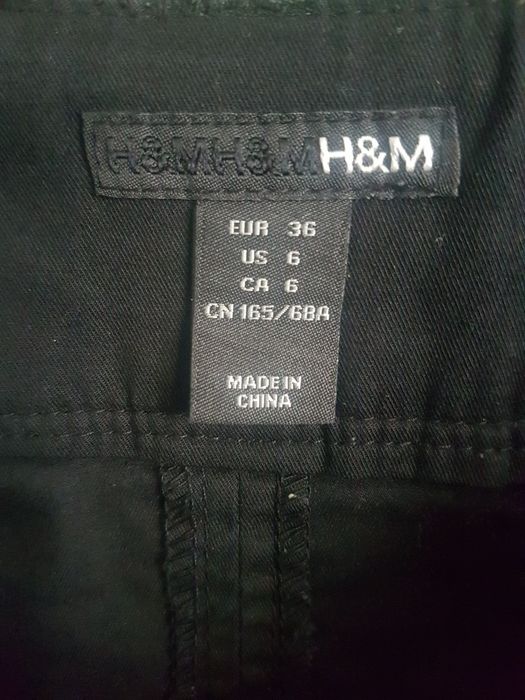 H&MH&MH&M
EUR 36
US 6
CA 6
CN 165/68A
MADE IN
CHINA